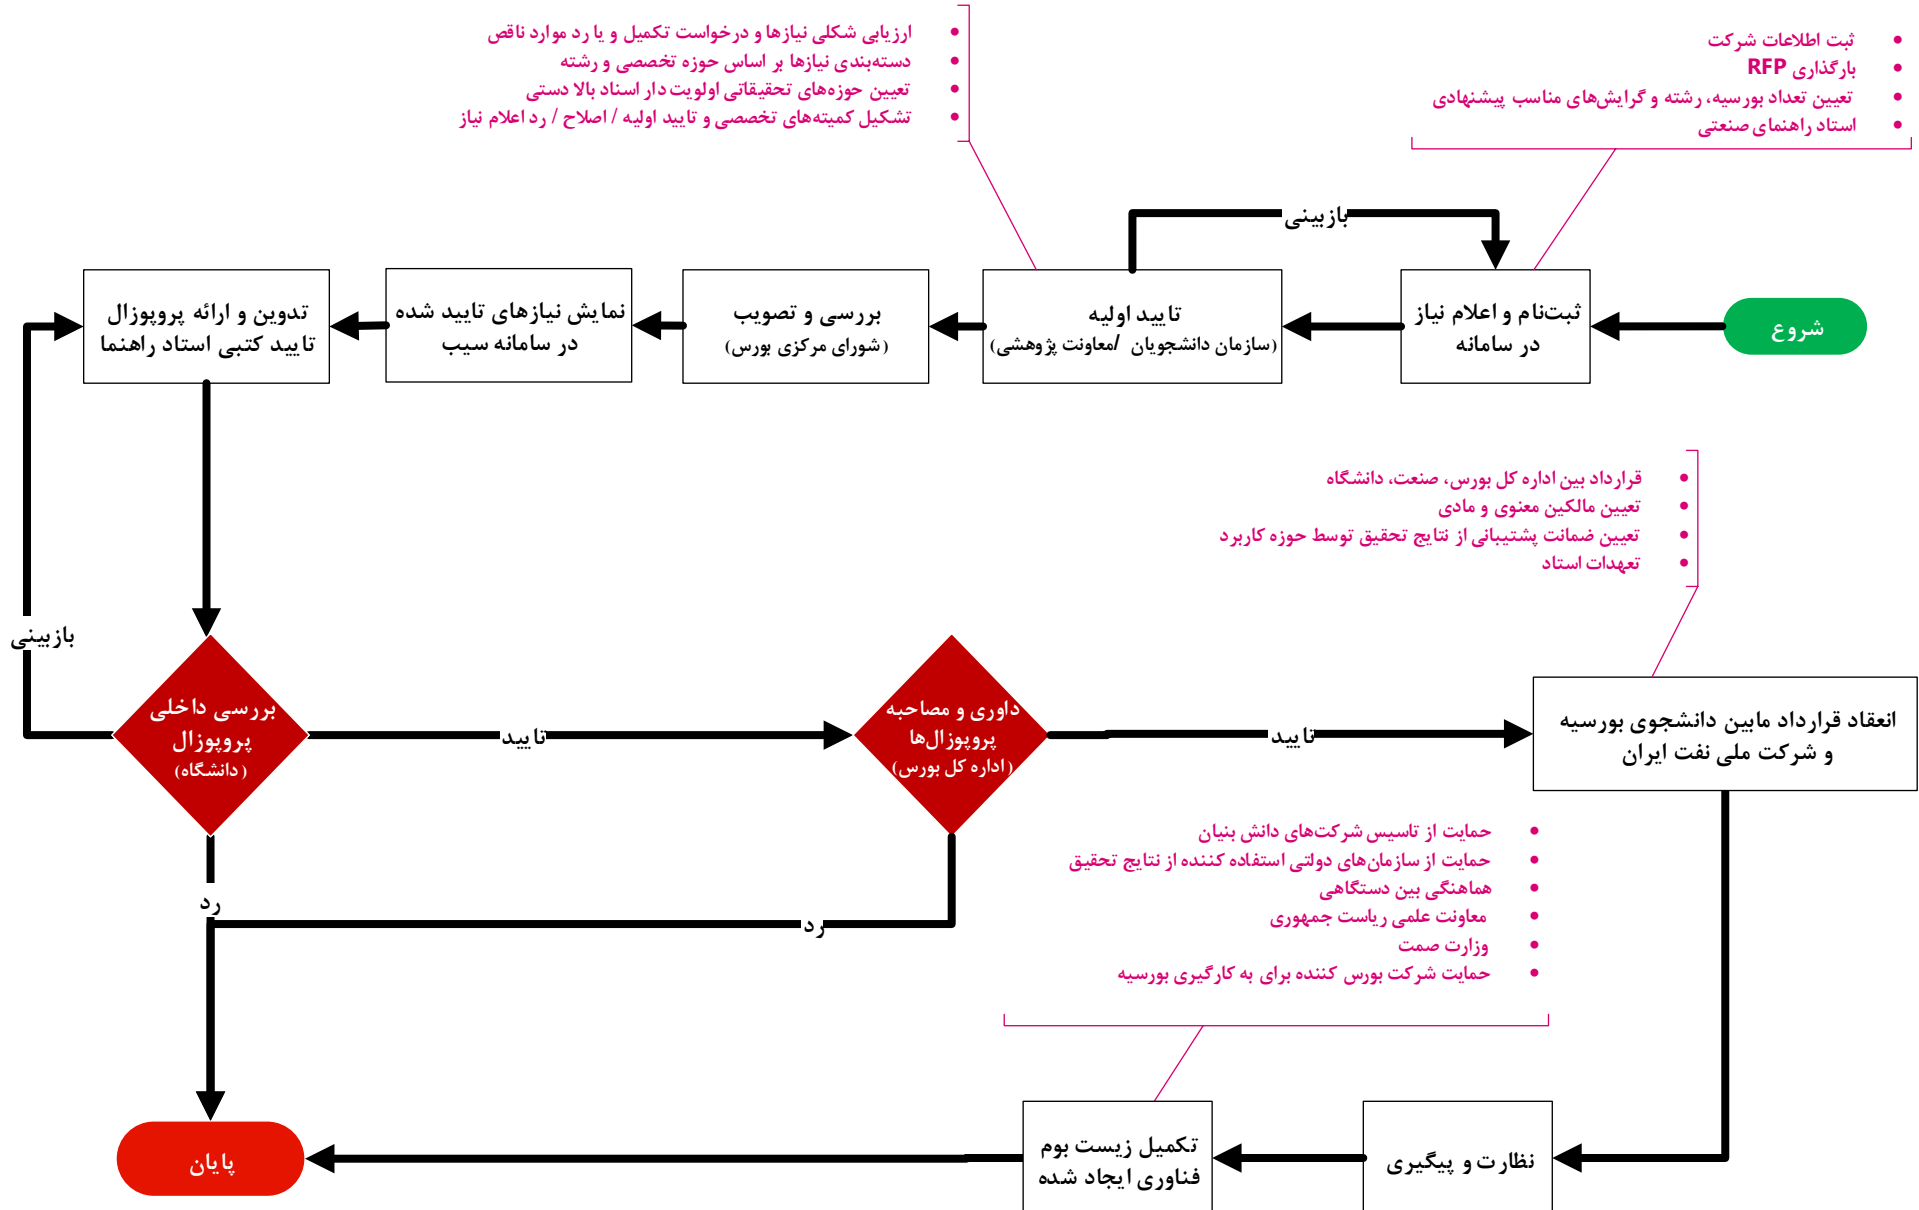 ثبت اطلاعات شرکت
بارگذاری RFP
تعیین تعداد بورسیه، رشته و گرایش‌های مناسب پیشنهادی
استاد راهنمای صنعتی
ارزیابی شکلی نیازها و درخواست تکمیل و یا رد موارد ناقص
دسته‌بندی نیازها بر اساس حوزه تخصصی و رشته
تعیین حوزه‌های تحقیقاتی اولویت دار اسناد بالا دستی
تشکیل کمیته‌های تخصصی و تایید اولیه / اصلاح / رد اعلام نیاز
بازبینی
شروع
ثبت‌نام و اعلام نیاز
در سامانه
تایید اولیه
(سازمان دانشجویان /معاونت پژوهشی)
بررسی و تصویب
(شورای مرکزی بورس)
نمایش نیازهای تایید شده
در سامانه سیب
تدوین و ارائه پروپوزال
تایید کتبی استاد راهنما
قرارداد بین اداره کل بورس، صنعت، دانشگاه
تعیین مالکین معنوی و مادی
تعیین ضمانت پشتیبانی از نتایج تحقیق توسط حوزه کاربرد
تعهدات استاد
بازبینی
بررسی داخلی
پروپوزال
(دانشگاه)
تایید
داوری و مصاحبه
پروپوزال‌ها
(اداره کل بورس)
تایید
انعقاد قرارداد مابین دانشجوی بورسیه
و شرکت ملی نفت ایران
رد
رد
حمایت از تاسیس شرکت‌های دانش بنیان
حمایت از سازمان‌های دولتی استفاده کننده از نتایج تحقیق
هماهنگی بین دستگاهی
معاونت علمی ریاست جمهوری
وزارت صمت
حمایت شرکت بورس کننده برای به کارگیری بورسیه
نظارت و پیگیری
تکمیل زیست بوم
فناوری ایجاد شده
پایان